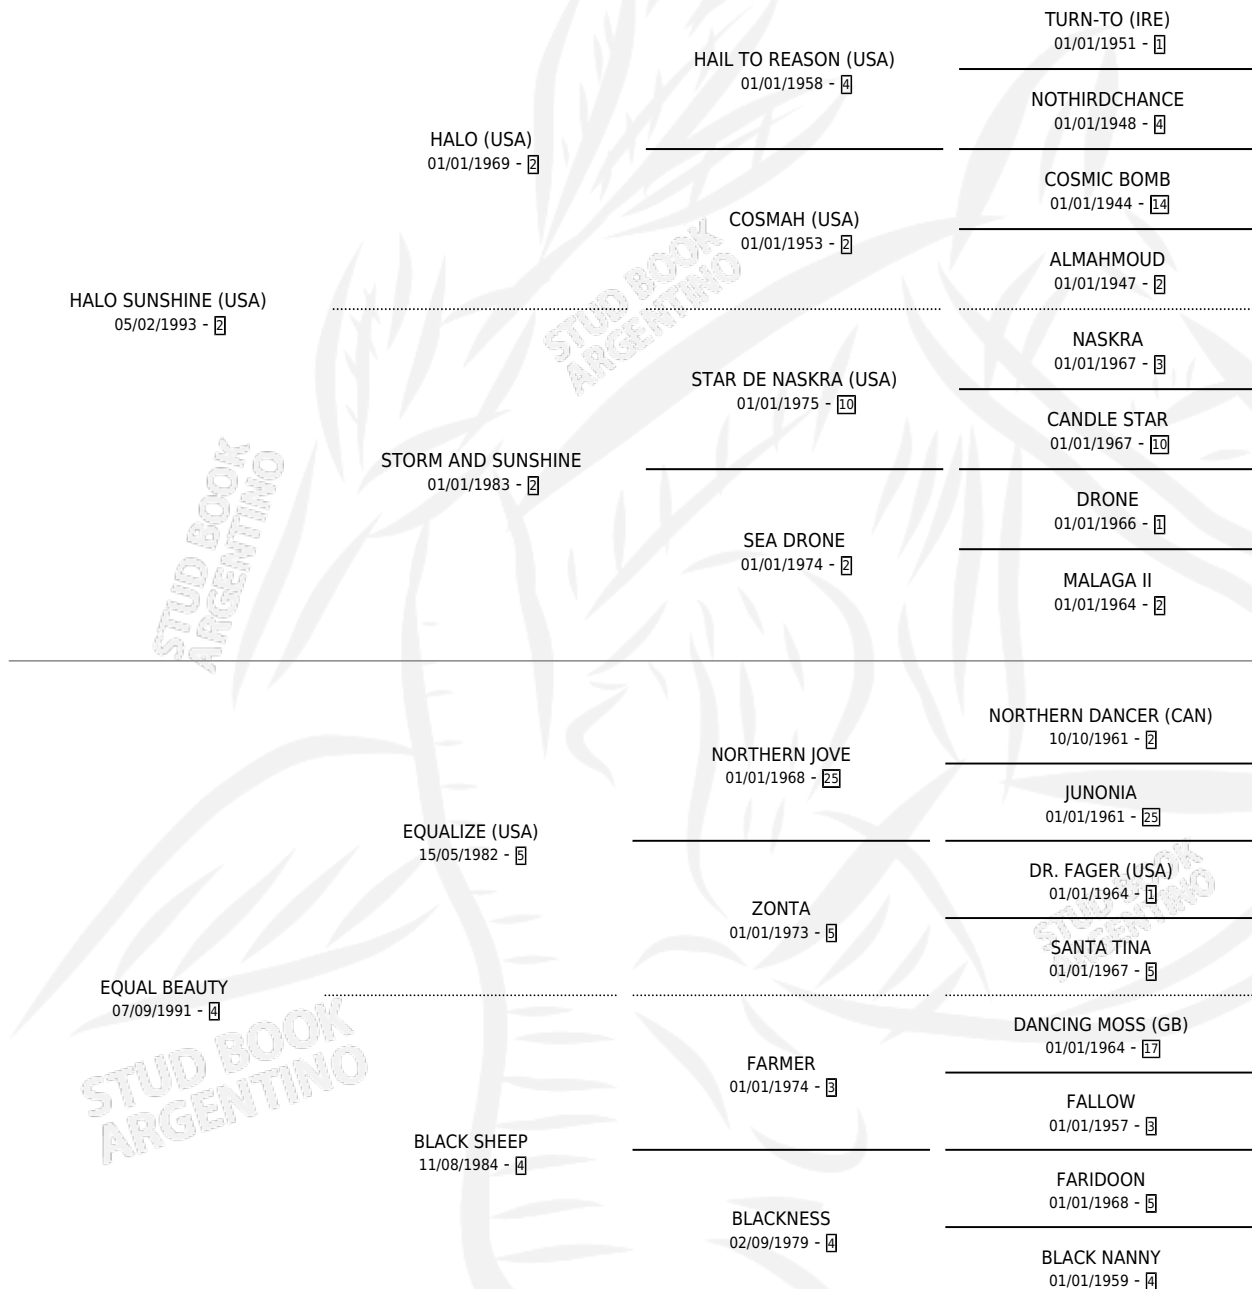 TURN-TO (IRE)
01/01/1951 - 1
HAIL TO REASON (USA)
01/01/1958 - 4
NOTHIRDCHANCE
01/01/1948 - 4
HALO (USA)
01/01/1969 - 2
COSMIC BOMB
01/01/1944 - 14
COSMAH (USA)
01/01/1953 - 2
ALMAHMOUD
01/01/1947 - 2
HALO SUNSHINE (USA)
05/02/1993 - 2
STUD BOOK
ARGENTINO
NASKRA
01/01/1967 - 3
STAR DE NASKRA (USA)
01/01/1975 - 10
CANDLE STAR
01/01/1967 - 10
STORM AND SUNSHINE
01/01/1983 - 2
DRONE
01/01/1966 - 1
SEA DRONE
01/01/1974 - 2
MALAGA II
01/01/1964 - 2
STUD BOOK
ARGENTINO
NORTHERN DANCER (CAN)
10/10/1961 - 2
NORTHERN JOVE
01/01/1968 - 25
JUNONIA
01/01/1961 - 25
EQUALIZE (USA)
15/05/1982 - 5
DR. FAGER (USA)
01/01/1964 - 1
ZONTA
01/01/1973 - 5
SANTA TINA
01/01/1967 - 5
STUD BOOK
ARGENTINO
EQUAL BEAUTY
07/09/1991 - 4
DANCING MOSS (GB)
01/01/1964 - 17
FARMER
01/01/1974 - 3
FALLOW
01/01/1957 - 3
STUD BOOK
ARGENTINO
BLACK SHEEP
11/08/1984 - 4
FARIDOON
01/01/1968 - 5
BLACKNESS
02/09/1979 - 4
BLACK NANNY
01/01/1959 - 4